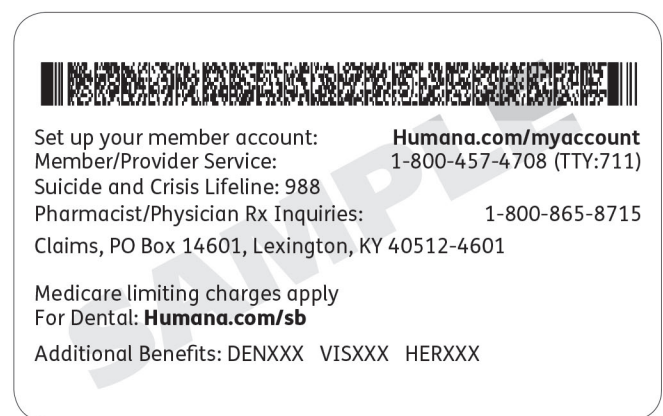 Set up your member account: Humana.com/myaccount
Member/Provider Service: 1-800-457-4708 (TTY:711)
Suicide and Crisis Lifeline: 988
Pharmacist/Physician Rx Inquiries: 1-800-865-8715
Claims, PO Box 14601, Lexington, KY 40512-4601
Medicare limiting charges apply
For Dental: Humana.com/sb
Additional Benefits: DENXXX VISXXX HERXXX
SAMPLE